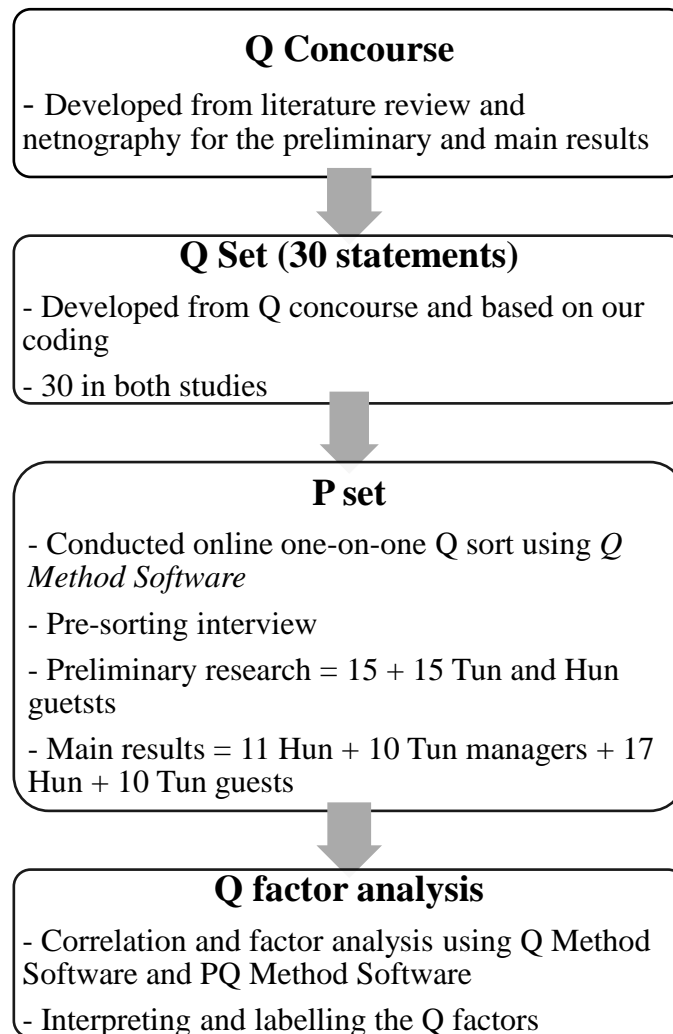 Q Concourse
- Developed from literature review and
netnography for the preliminary and main results
Q Set (30 statements)
- Developed from Q concourse and based on our
coding
- 30 in both studies
P set
- Conducted online one-on-one Q sort using Q
Method Software
- Pre-sorting interview
- Preliminary research = 15 + 15 Tun and Hun
guetsts
- Main results = 11 Hun + 10 Tun managers + 17
Hun + 10 Tun guests
Q factor analysis
- Correlation and factor analysis using Q Method
Software and PQ Method Software
- Interpreting and labelling the Q factors